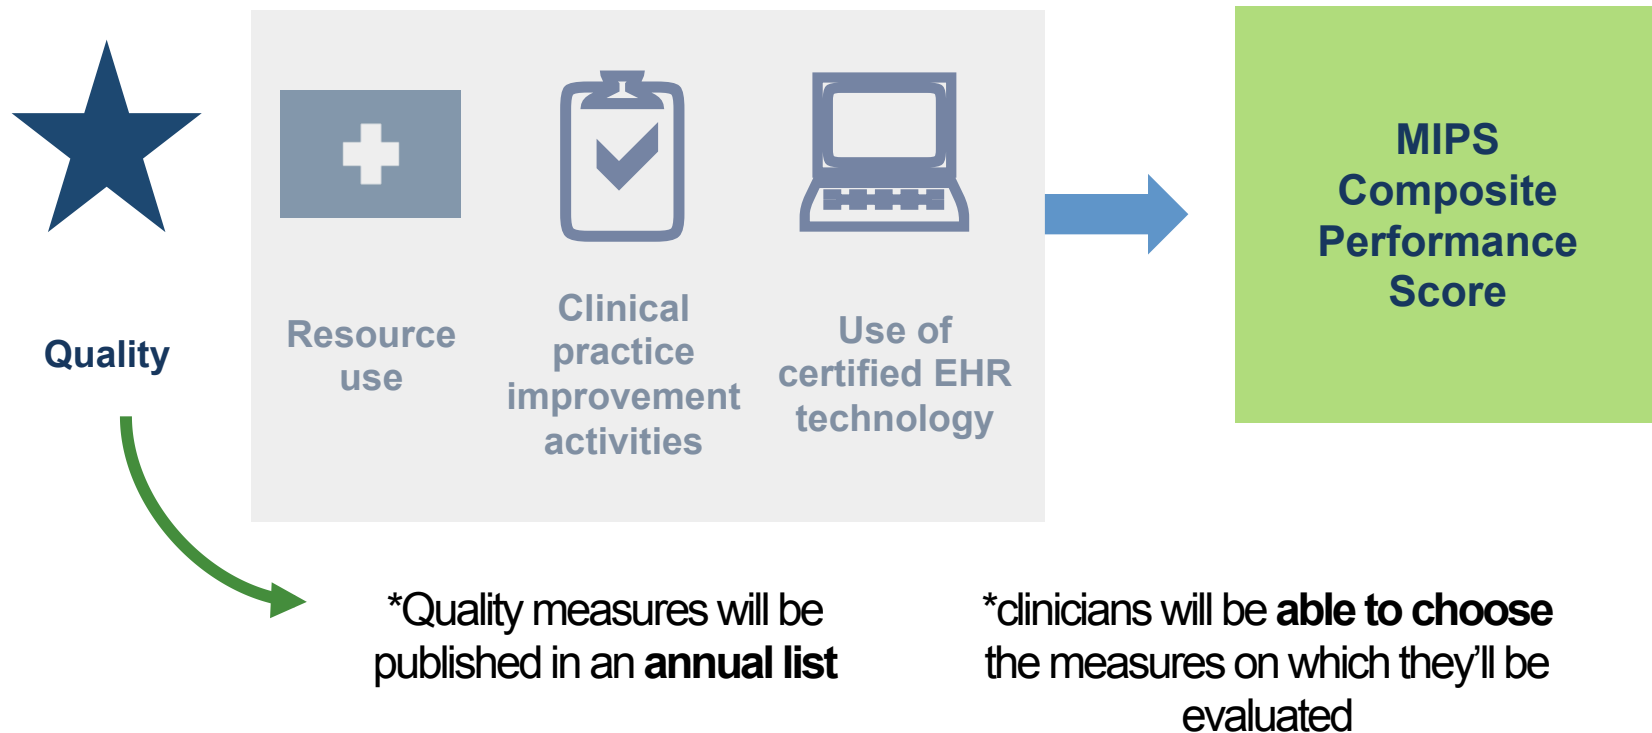 Quality
Resource
use
Clinical
practice
improvement
activities
Use of
certified EHR
technology
MIPS
Composite
Performance
Score
*Quality measures will be
published in an annual list
*clinicians will be able to choose
the measures on which they’ll be
evaluated